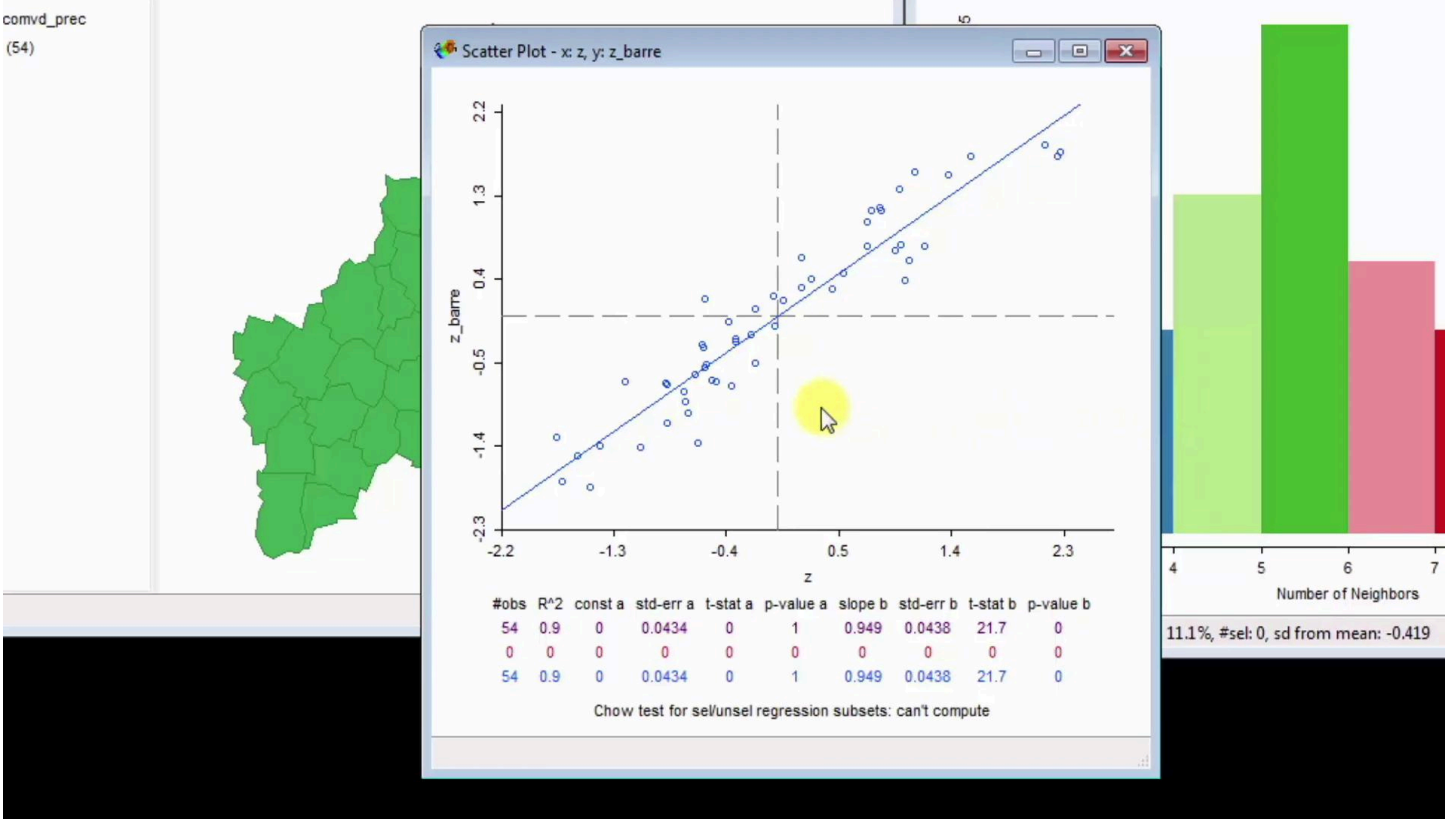 comvd_prec
(54)
Scatter Plot - x: z, y: z_barre
2.2
1.3
0.4
-0.5
-1.4
-2.3
z_barre
-2.2 -1.3 -0.4 0.5 1.4 2.3
z
#obs R^2 const a std-err a t-stat a p-value a slope b std-err b t-stat b p-value b
54 0.9 0 0.0434 0 1 0.949 0.0438 21.7 0
0 0 0 0 0 0 0 0 0 0
54 0.9 0 0.0434 0 1 0.949 0.0438 21.7 0
Chow test for sel/unsel regression subsets: can't compute
4 5 6 7
Number of Neighbors
11.1%, #sel: 0, sd from mean: -0.419